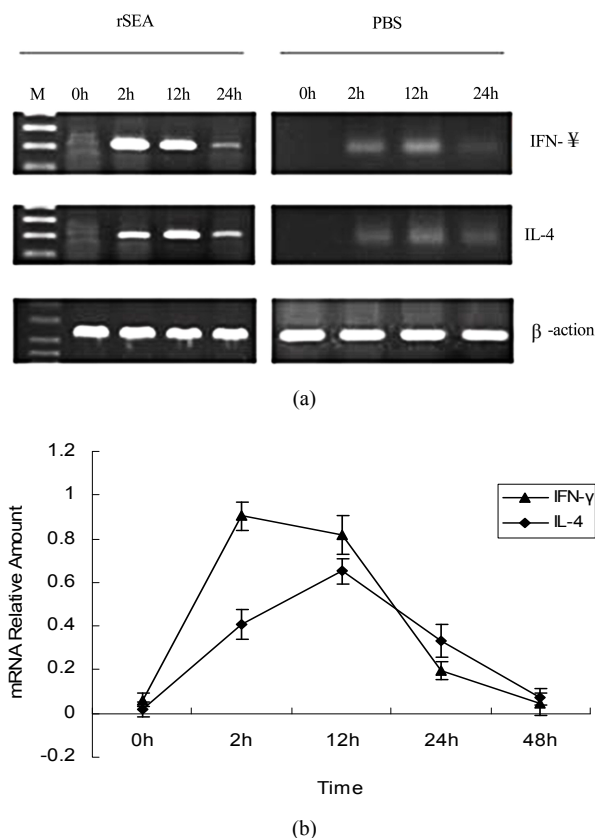 rSEA PBS
M 0h 2h 12h 24h 0h 2h 12h 24h
IFN- ¥
IL-4
β -action
(a)
1.2
1
0.8
0.6
0.4
0.2
0
-0.2
mRNA Relative Amount
IFN-γ
IL-4
0h 2h 12h 24h 48h
Time
(b)